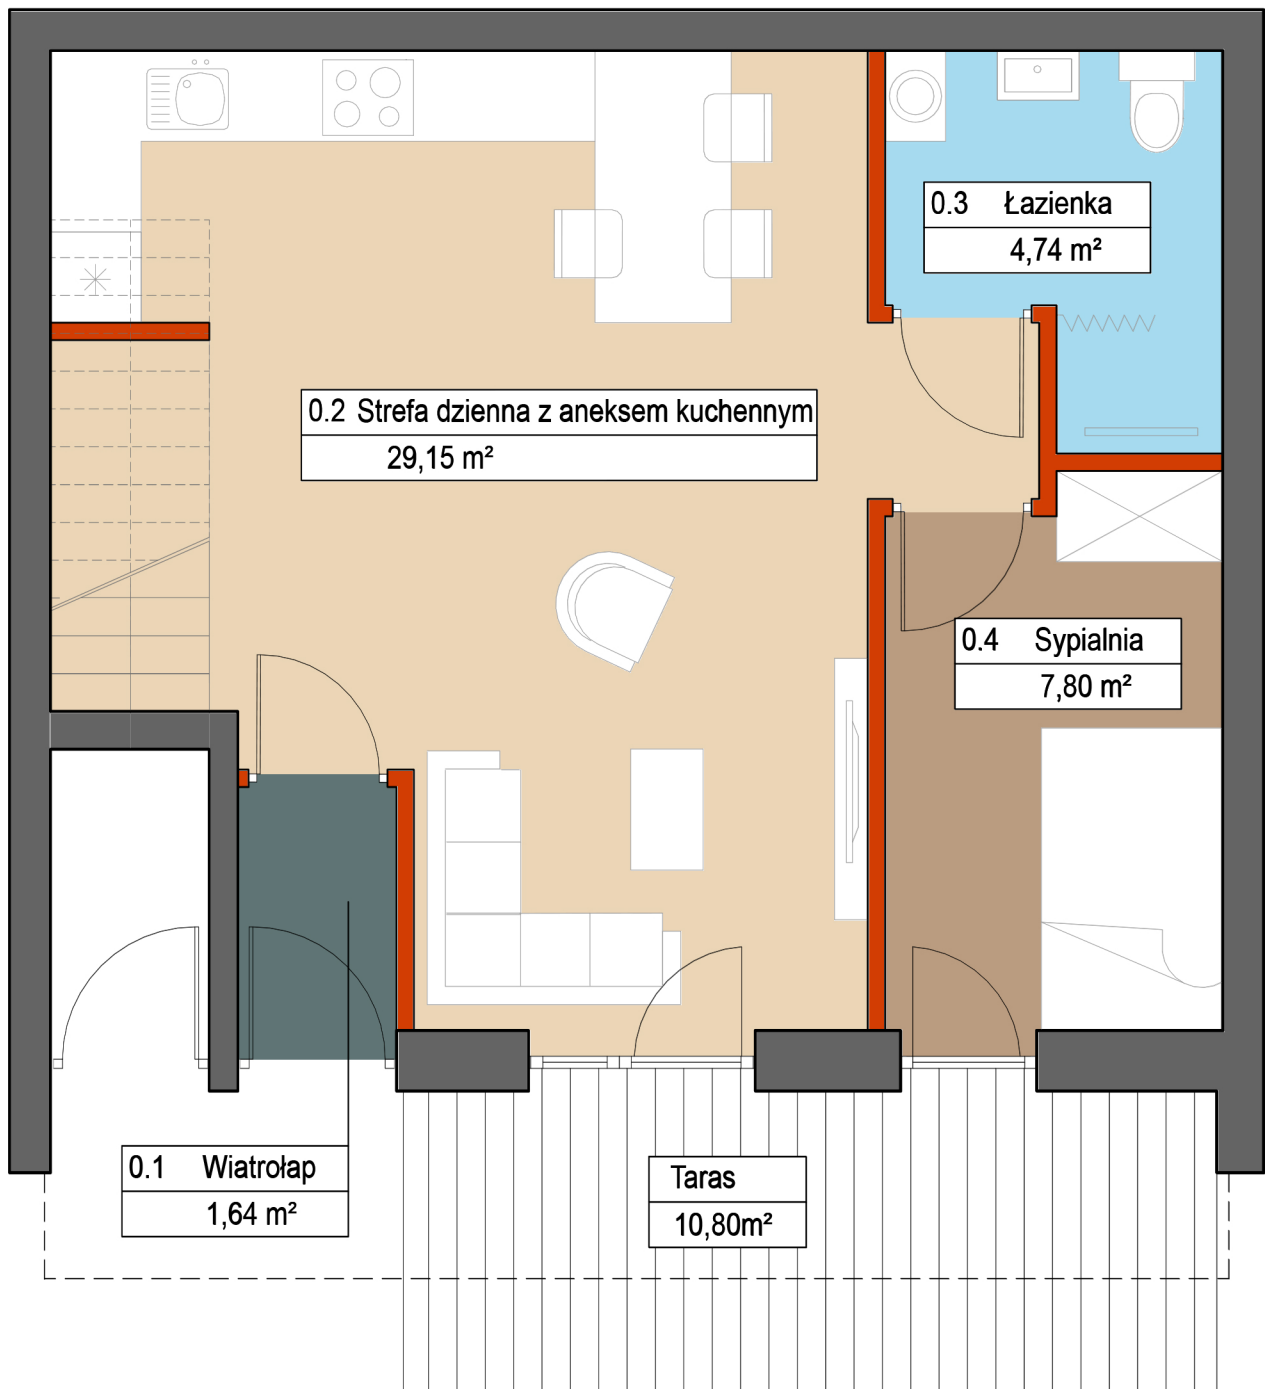 0.3 Łazienka
4,74 m²
0.2 Strefa dzienna z aneksem kuchennym
29,15 m²
0.4 Sypialnia
7,80 m²
0.1 Wiatrołap
1,64 m²
Taras
10,80m²